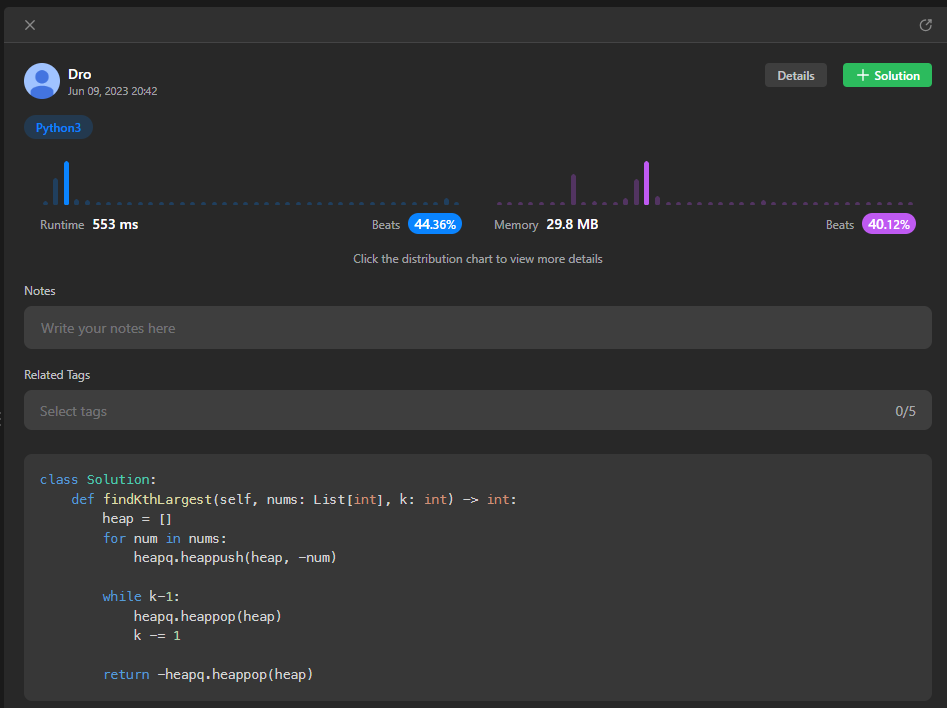 Dro
Jun 09, 2023 20:42
Details
Solution
Python3
Runtime 553 ms
Beats 44.36%
Memory 29.8 MB
Beats 40.12%
Click the distribution chart to view more details
Notes
Write your notes here
Related Tags
Select tags
0/5
class Solution:
    def findKthLargest(self, nums: List[int], k: int) -> int:
        heap = []
        for num in nums:
            heapq.heappush(heap, -num)

        while k-1:
            heapq.heappop(heap)
            k -= 1

        return -heapq.heappop(heap)